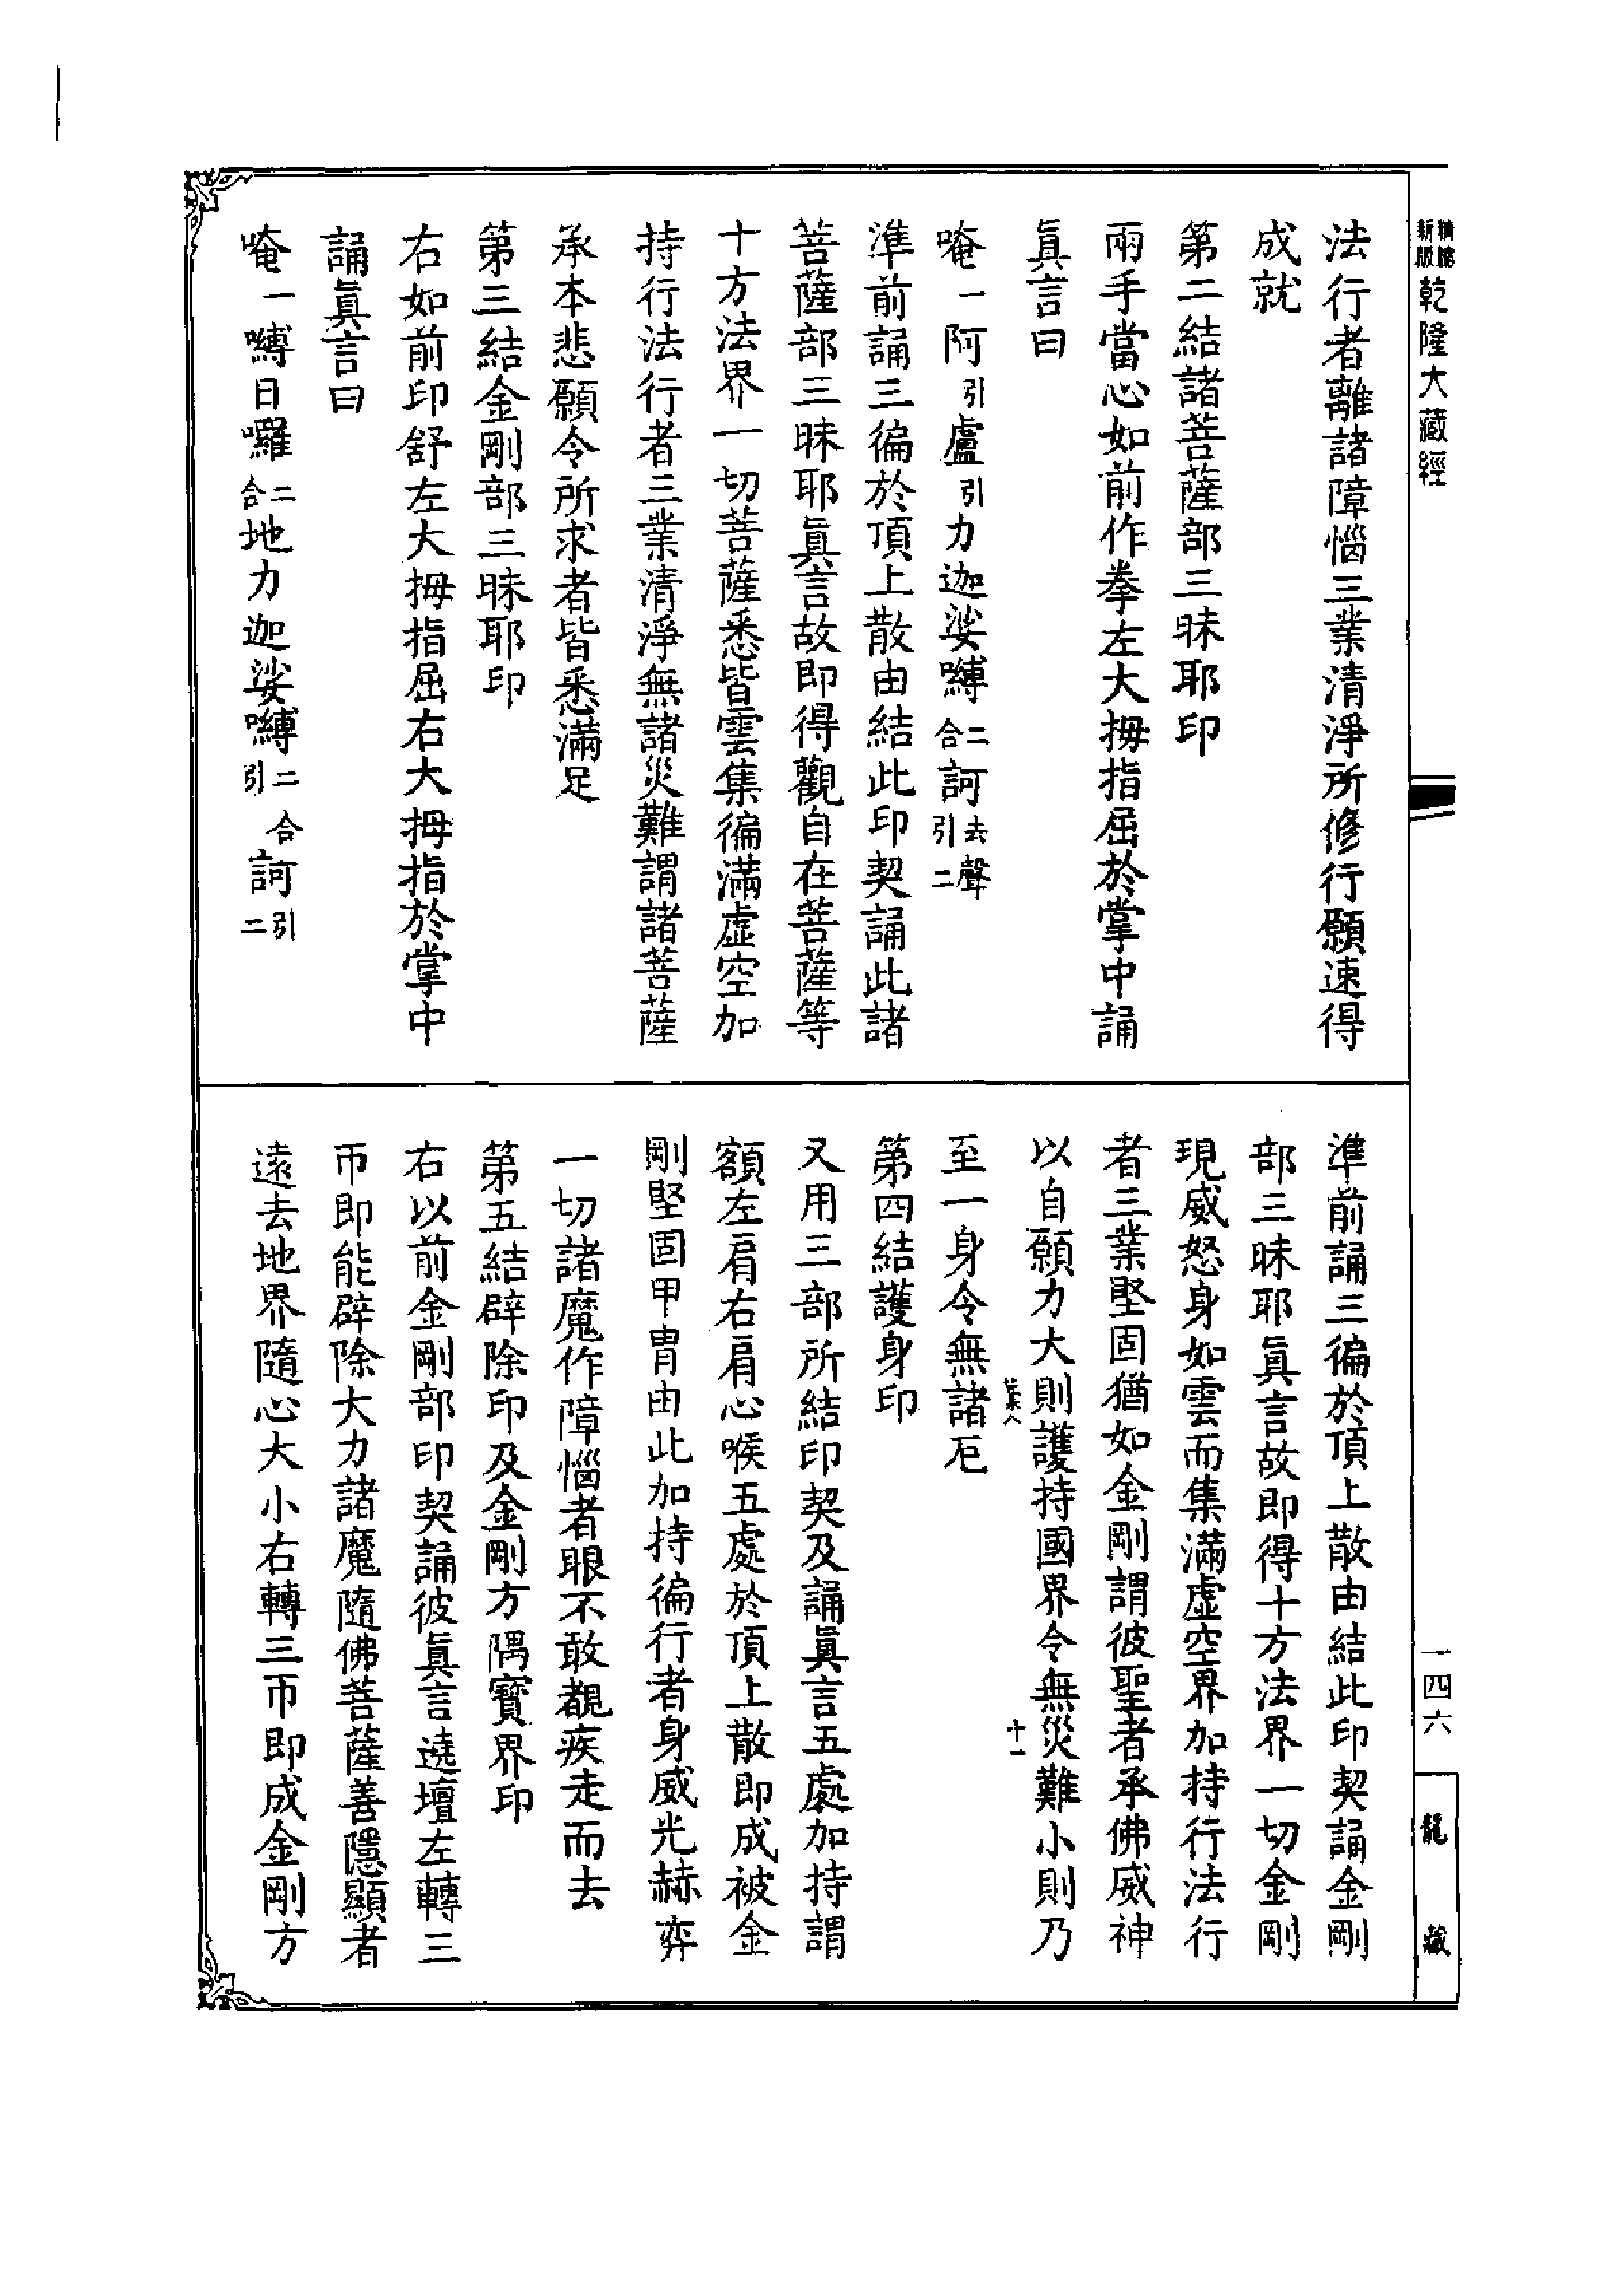 乾隆大藏經
法行者離諸障惱三業清淨所修行願速得
成就
第二結諸菩薩部三昧耶印
兩手當心如前作拳左大拇指屈於掌中誦
眞言曰
唵一阿引盧引力迦娑嚩二合訶去聲引二
準前誦三徧於頂上散由結此印契誦此諸
菩薩部三昧耶眞言故即得觀自在菩薩等
十方法界一切菩薩悉皆雲集徧滿虛空加
持行法行者三業清淨無諸災難謂諸菩薩
承本悲願令所求者皆悉滿足
第三結金剛部三昧耶印
右如前印舒左大拇指屈右大拇指於掌中
誦眞言曰
唵一嚩日囉二合地力迦娑嚩二合引訶引二
準前誦三徧於頂上散由結此印契誦金剛
部三昧耶眞言故即得十方法界一切金剛
現威怒身如雲而集滿虛空界加持行法行
者三業堅固猶如金剛謂彼聖者承佛威神
以自願力大則護持國界令無災難小則乃
十一
至一身令無諸厄
第四結護身印
又用三部所結印契及誦眞言五處加持謂
額左肩右肩心喉五處於頂上散即成被金
剛堅固甲冑由此加持徧行者身威光赫弈
一切諸魔作障惱者眼不敢覩疾走而去
第五結辟除印及金剛方隅寶界印
右以前金剛部印契誦彼眞言遶壇左轉三
帀即能辟除大力諸魔隨佛菩薩善隱顯者
遠去地界隨心大小右轉三帀即成金剛方
一四六
龍藏